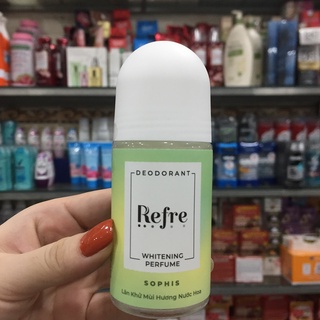 DEODORANT
Refre
WHITENING
PERFUME
SOPHIS
Lăn Khử Mùi Hương Nước Hoa